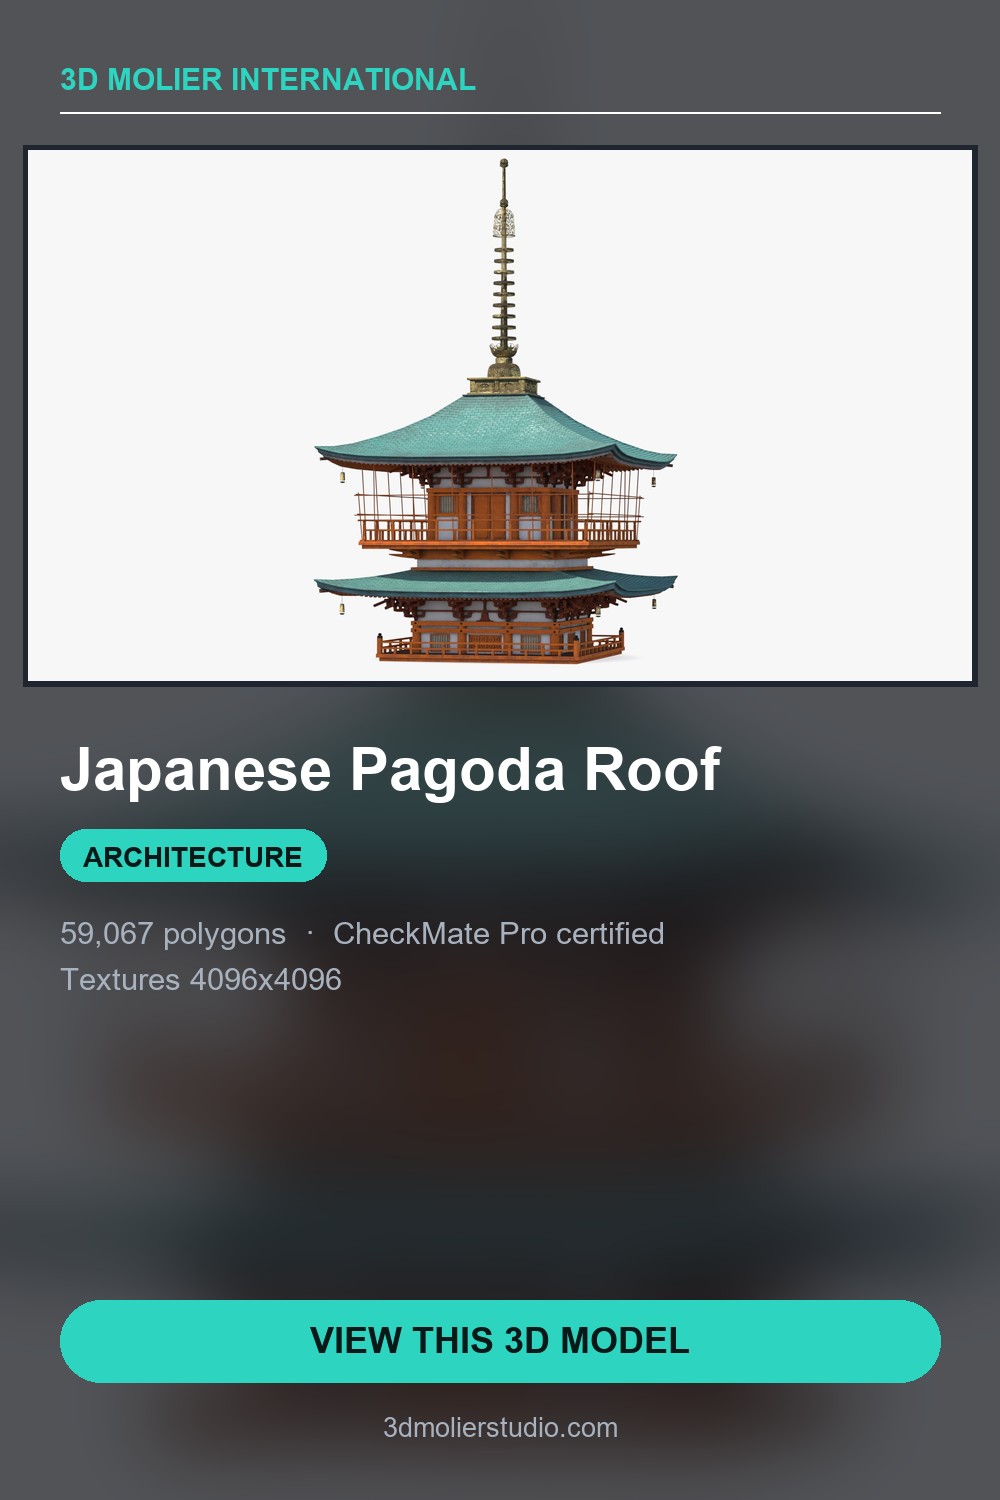 3D MOLIER INTERNATIONAL
Japanese Pagoda Roof
ARCHITECTURE
59,067 polygons · CheckMate Pro certified
Textures 4096x4096
VIEW THIS 3D MODEL
3dmolierstudio.com